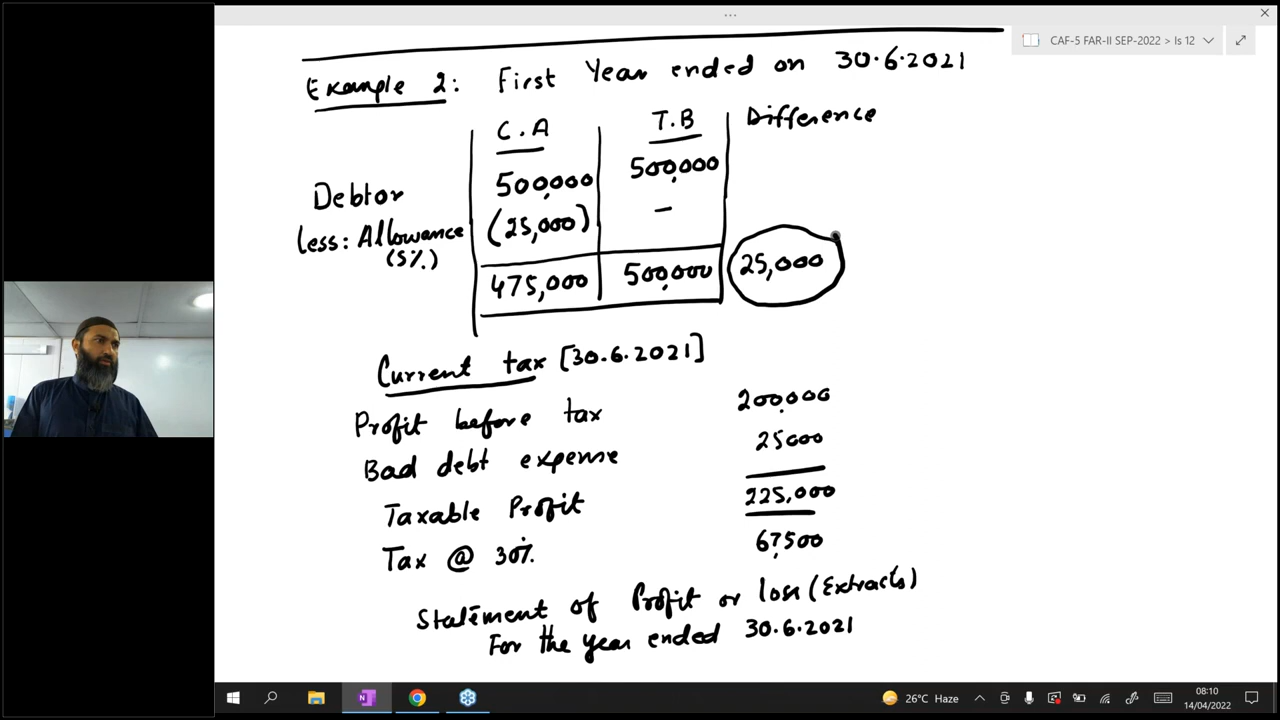 CAF-5 FAR-II SEP-2022 > Is 12
Example 2: First Year ended on 30.6.2021
C.A T.B Difference
Debtor 500,000 500,000
Less: Allowance (25,000) –
(5%)
475,000 500,000 25,000
Current tax [30.6.2021]
Profit before tax 200,000
Bad debt expense 25000
Taxable Profit 225,000
Tax @ 30% 67,500
Statement of Profit or loss (Extracts)
For the year ended 30.6.2021
26°C Haze
08:10
14/04/2022